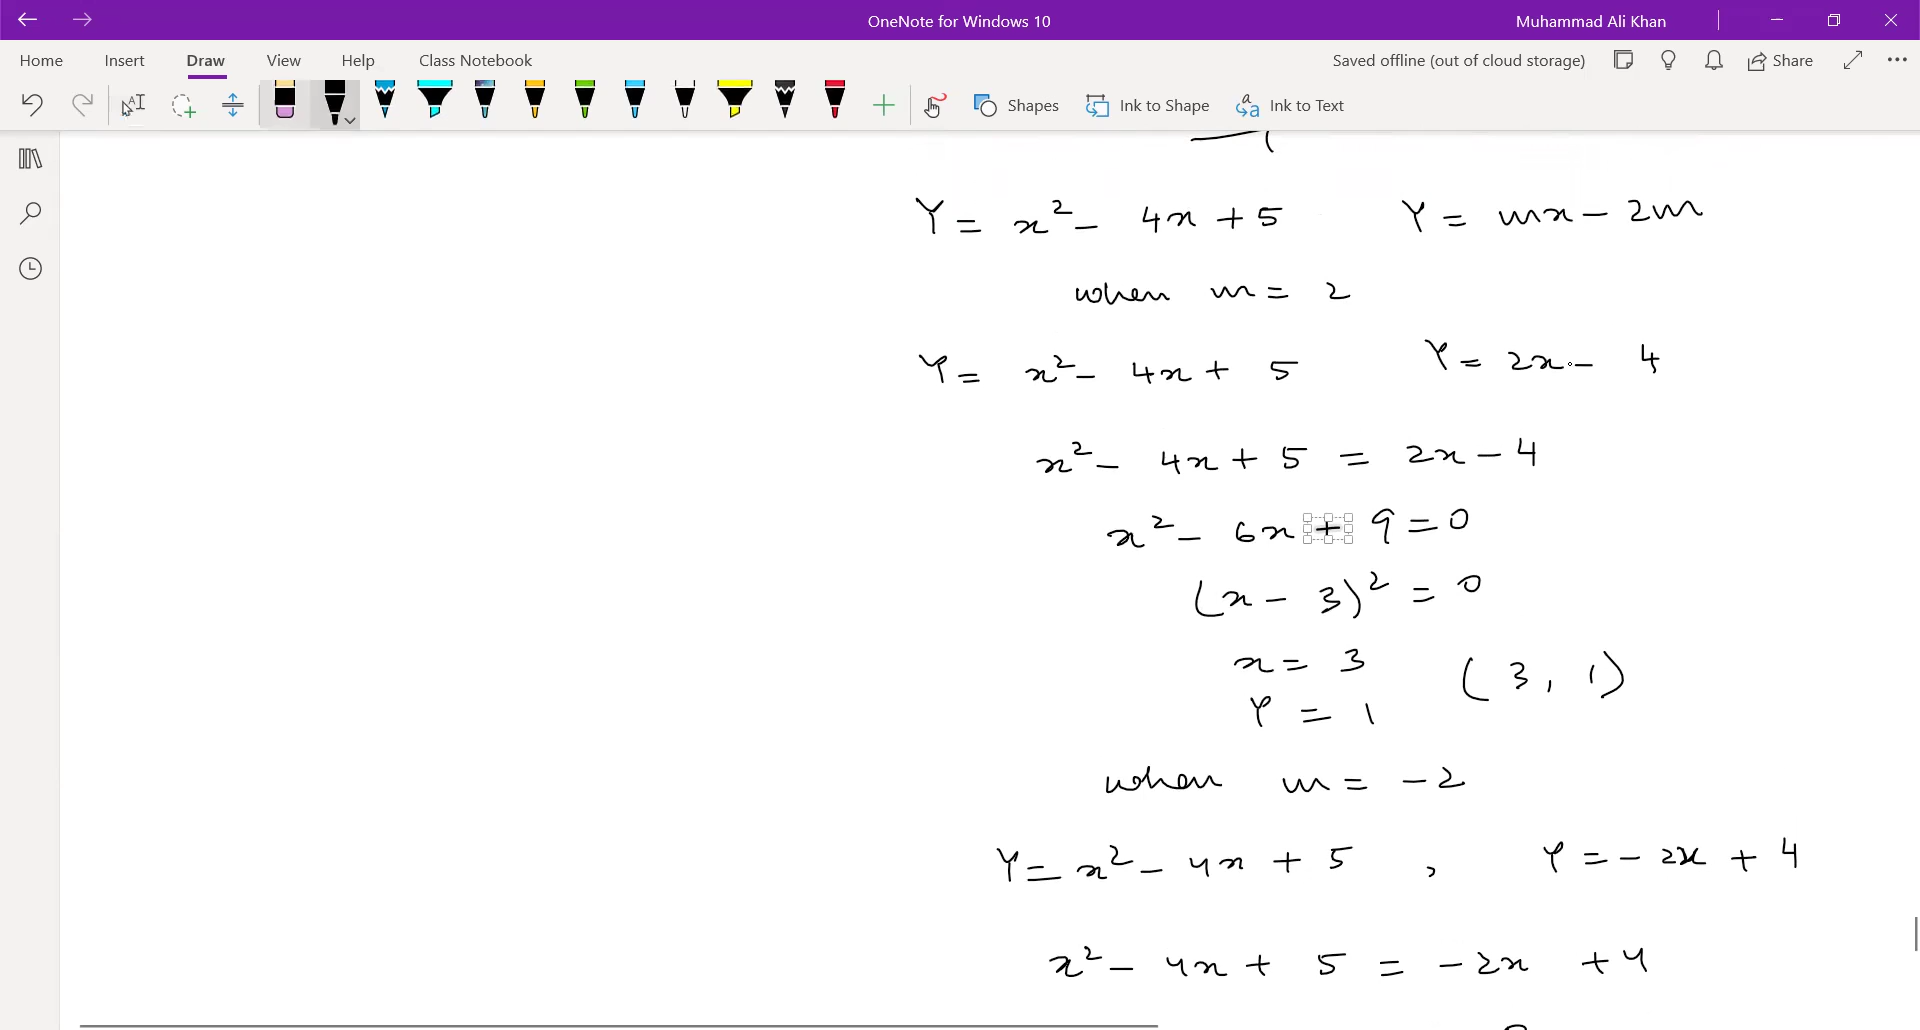 OneNote for Windows 10
Muhammad Ali Khan
Home Insert Draw View Help Class Notebook
Saved offline (out of cloud storage)
Share
Shapes
Ink to Shape
Ink to Text
Y = x² - 4x + 5 Y = mx - 2m
when m = 2
Y = x² - 4x + 5 Y = 2x - 4
x² - 4x + 5 = 2x - 4
x² - 6x + 9 = 0
(x - 3)² = 0
x = 3
(3, 1)
Y = 1
when m = -2
Y = x² - 4x + 5 , Y = -2x + 4
x² - 4x + 5 = -2x + 4